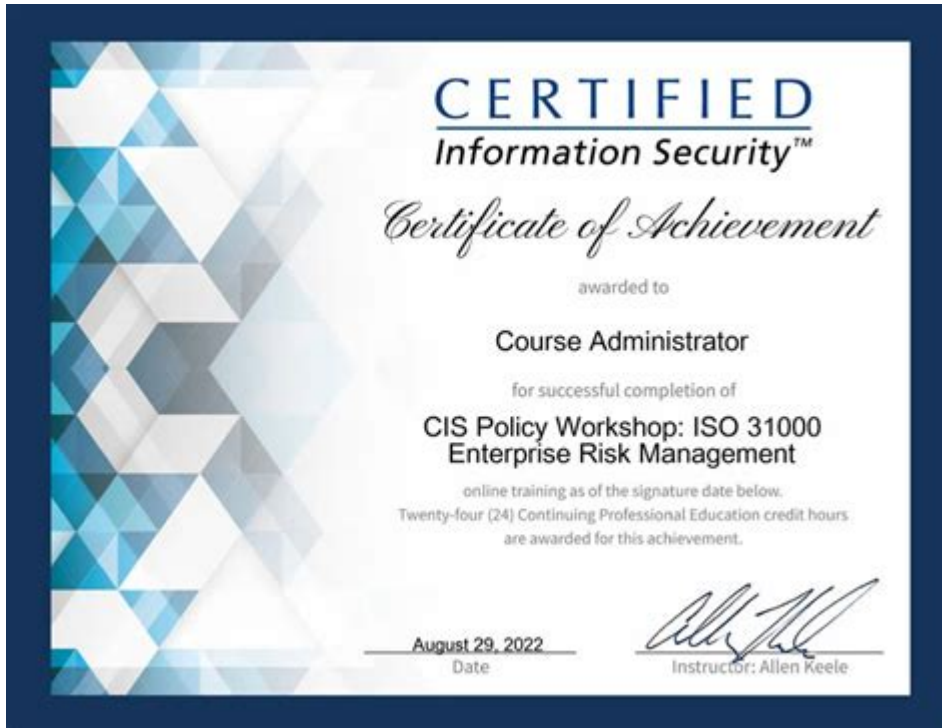 CERTIFIED
Information Security™
Certificate of Achievement
awarded to
Course Administrator
for successful completion of
CIS Policy Workshop: ISO 31000
Enterprise Risk Management
online training as of the signature date below.
Twenty-four (24) Continuing Professional Education credit hours
are awarded for this achievement.
August 29, 2022
Date
Instructor: Allen Keele